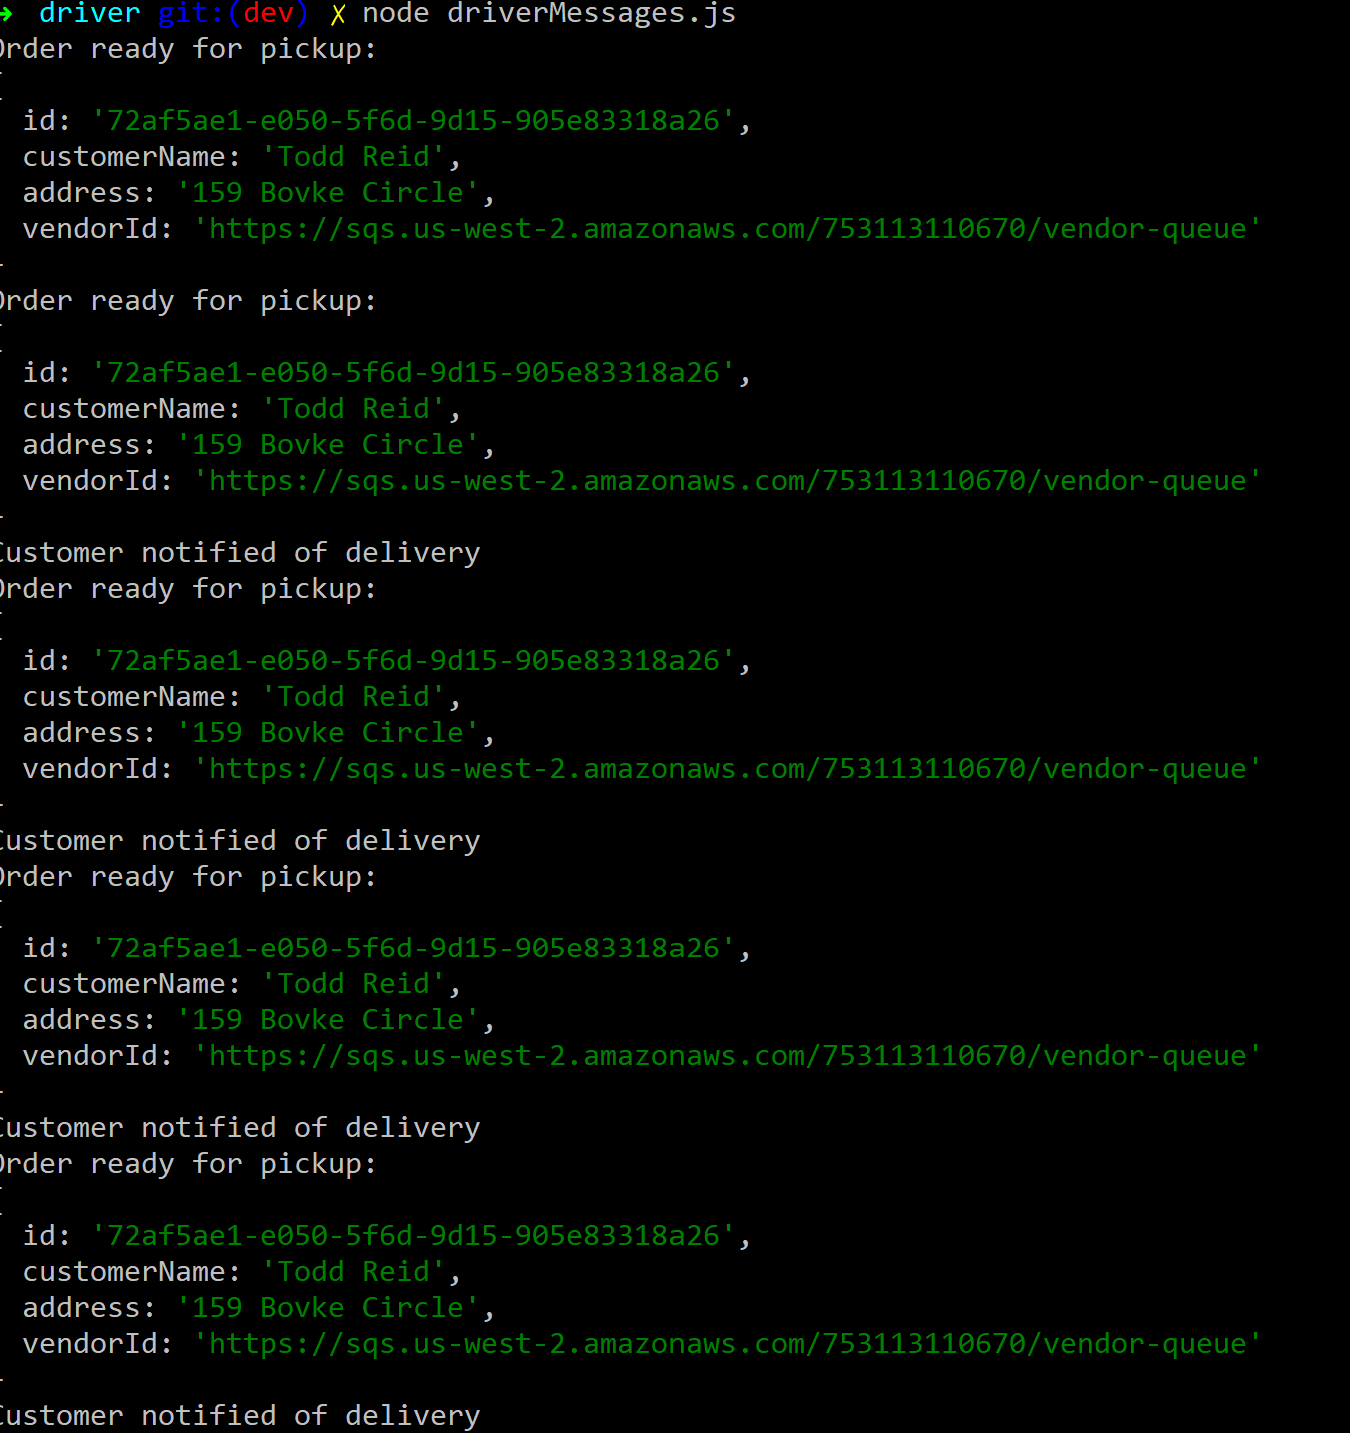 → driver git:(dev) ✗ node driverMessages.js
Order ready for pickup:
{
id: '72af5ae1-e050-5f6d-9d15-905e83318a26',
customerName: 'Todd Reid',
address: '159 Bovke Circle',
vendorId: 'https://sqs.us-west-2.amazonaws.com/753113110670/vendor-queue'
}
Order ready for pickup:
{
id: '72af5ae1-e050-5f6d-9d15-905e83318a26',
customerName: 'Todd Reid',
address: '159 Bovke Circle',
vendorId: 'https://sqs.us-west-2.amazonaws.com/753113110670/vendor-queue'
}
Customer notified of delivery
Order ready for pickup:
{
id: '72af5ae1-e050-5f6d-9d15-905e83318a26',
customerName: 'Todd Reid',
address: '159 Bovke Circle',
vendorId: 'https://sqs.us-west-2.amazonaws.com/753113110670/vendor-queue'
}
Customer notified of delivery
Order ready for pickup:
{
id: '72af5ae1-e050-5f6d-9d15-905e83318a26',
customerName: 'Todd Reid',
address: '159 Bovke Circle',
vendorId: 'https://sqs.us-west-2.amazonaws.com/753113110670/vendor-queue'
}
Customer notified of delivery
Order ready for pickup:
{
id: '72af5ae1-e050-5f6d-9d15-905e83318a26',
customerName: 'Todd Reid',
address: '159 Bovke Circle',
vendorId: 'https://sqs.us-west-2.amazonaws.com/753113110670/vendor-queue'
}
Customer notified of delivery